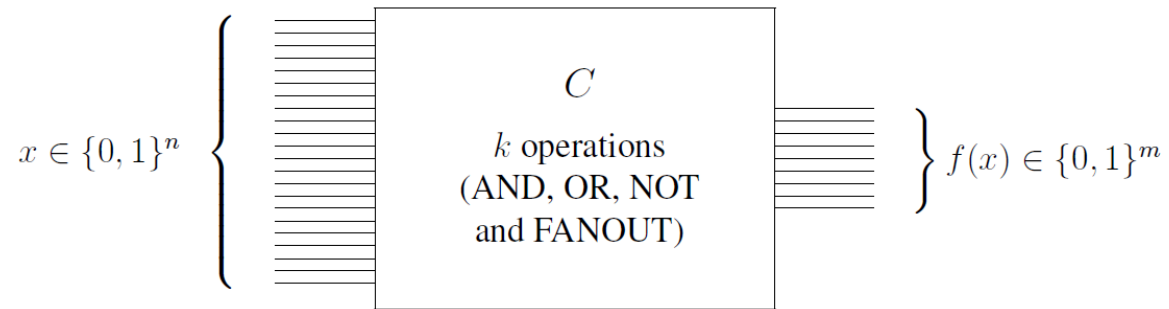 x ∈ {0, 1}ⁿ
C
k operations
(AND, OR, NOT
and FANOUT)
f(x) ∈ {0, 1}ᵐ